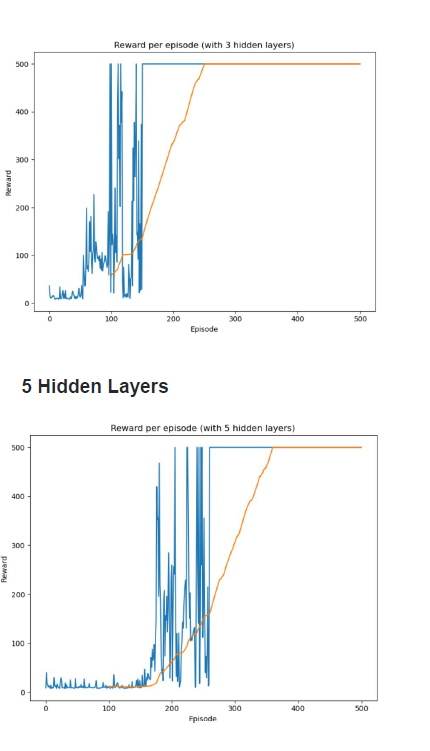 Reward per episode (with 3 hidden layers)
500
400
300
200
100
0
Reward
0 100 200 300 400 500
Episode
5 Hidden Layers
Reward per episode (with 5 hidden layers)
500
400
300
200
100
0
Reward
0 100 200 300 400 500
Episode